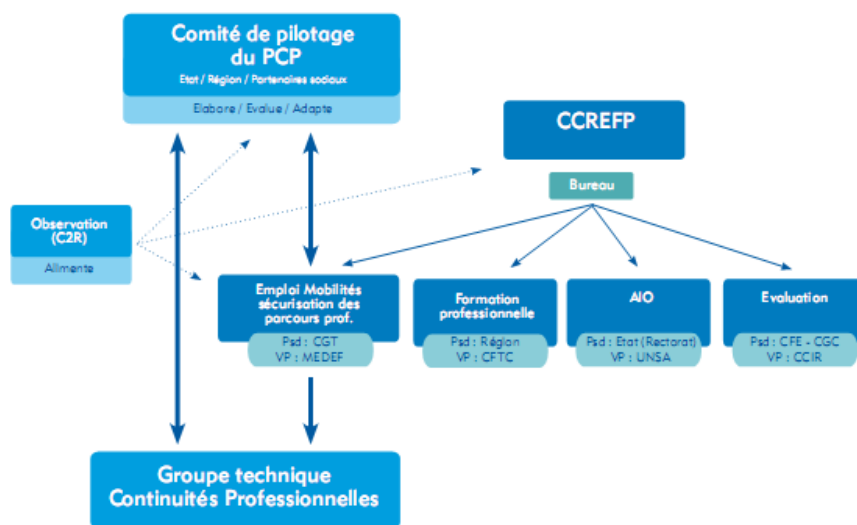 Comité de pilotage
du PCP
Etat / Région / Partenaires sociaux
Elabore / Evalue / Adapte
CCREFP
Bureau
Observation
(C2R)
Alimente
Emploi Mobilités
sécurisation des
parcours prof.
Psd : CGT
VP : MEDEF
Formation
professionnelle
Psd : Région
VP : CFTC
AIO
Psd : Etat (Rectorat)
VP : UNSA
Evaluation
Psd : CFE - CGC
VP : CCIR
Groupe technique
Continuités Professionnelles